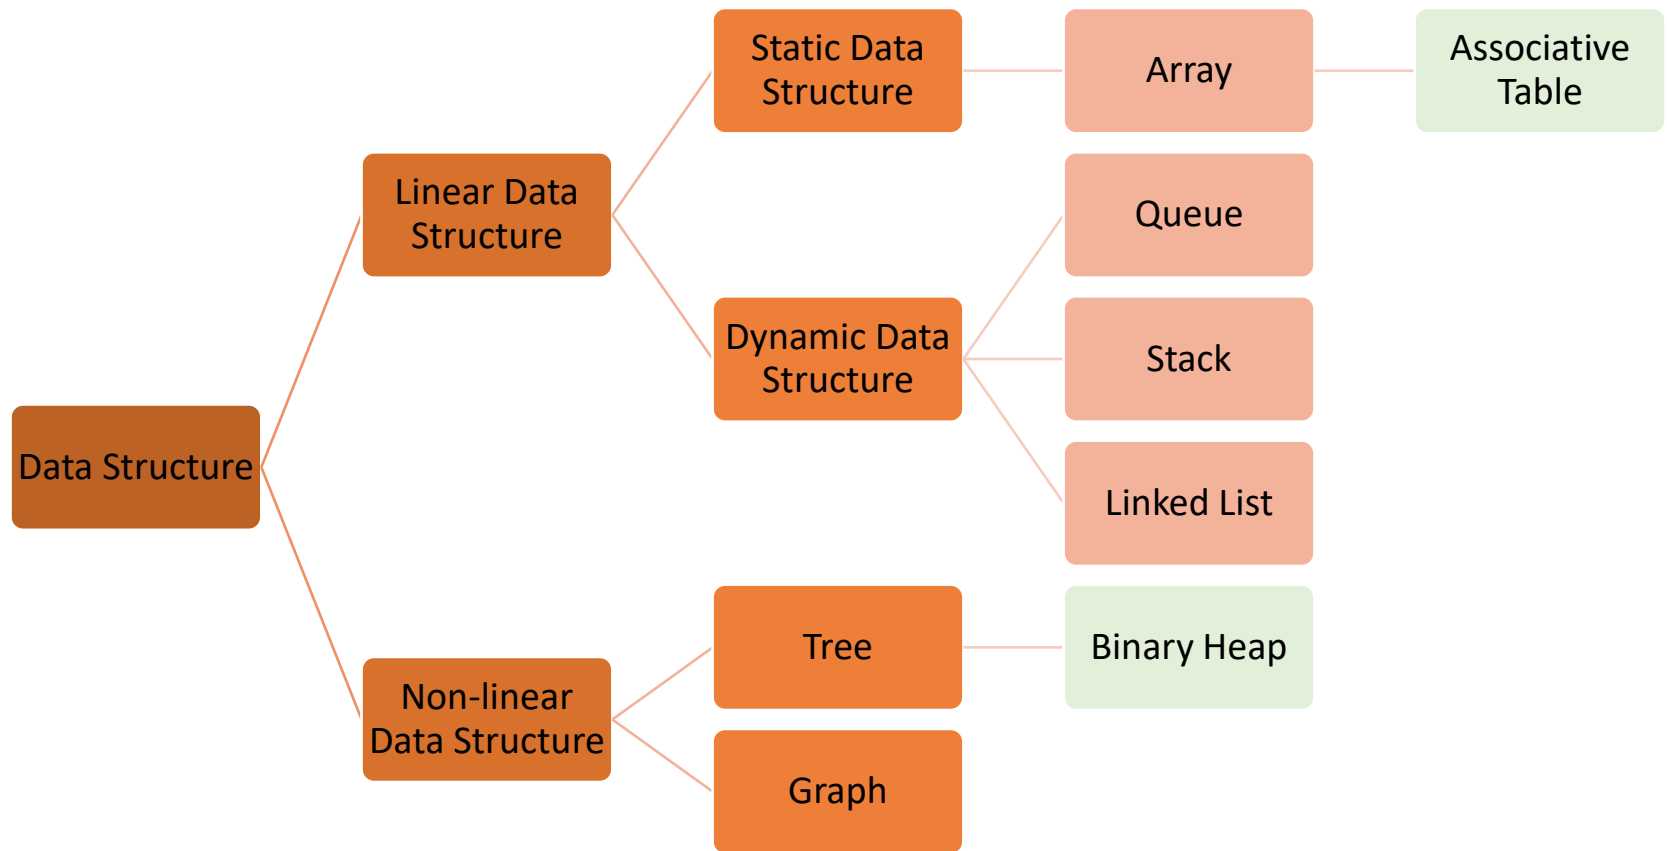 Static Data
Structure
Array
Associative
Table
Linear Data
Structure
Queue
Dynamic Data
Structure
Stack
Data Structure
Linked List
Tree
Binary Heap
Non-linear
Data Structure
Graph